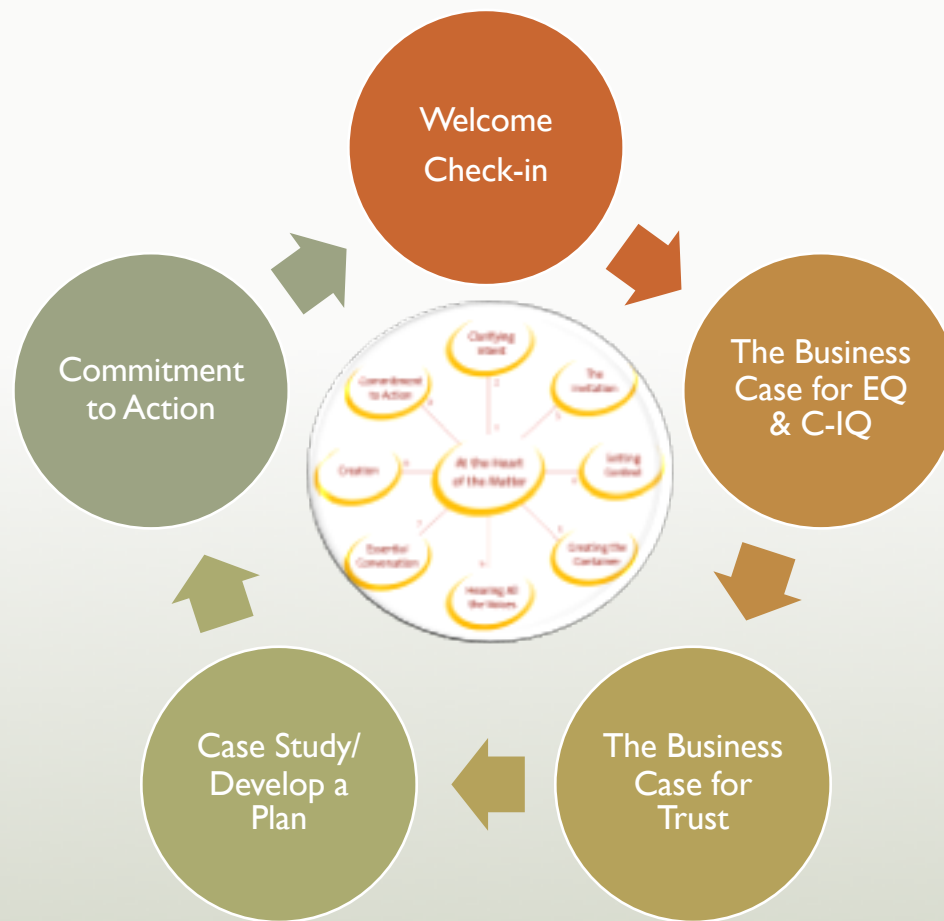 Welcome
Check-in
The Business
Case for EQ
& C-IQ
The Business
Case for
Trust
Case Study/
Develop a
Plan
Commitment
to Action
At the Heart
of the Matter
Clarifying
Intent
The
Invitation
Setting
Context
Creating the
Container
Hearing All
the Voices
Essential
Conversation
Creation
Commitment
to Action